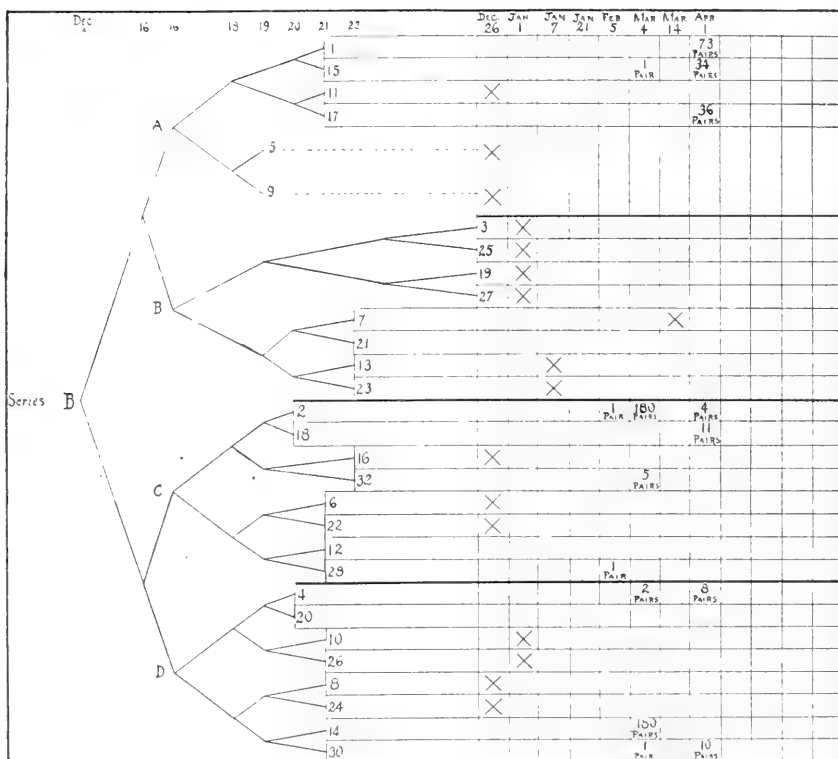 Dec 16 16 18 19 20 21 22 Dec 26 Jan 1 Jan 7 Jan 21 Feb 5 Mar 4 Mar 14 Apr 1
1 73 Pairs
15 1 Pair 34 Pairs
11
A
17 36 Pairs
5
9
3
25
19
27
B
7
21
13
23
Series B
2 1 Pair 180 Pairs 4 Pairs
18 11 Pairs
16
32 5 Pairs
C
6
22
12
28 1 Pair
4 2 Pairs 8 Pairs
20
10
26
D
8
24
14 180 Pairs
30 1 Pair 10 Pairs